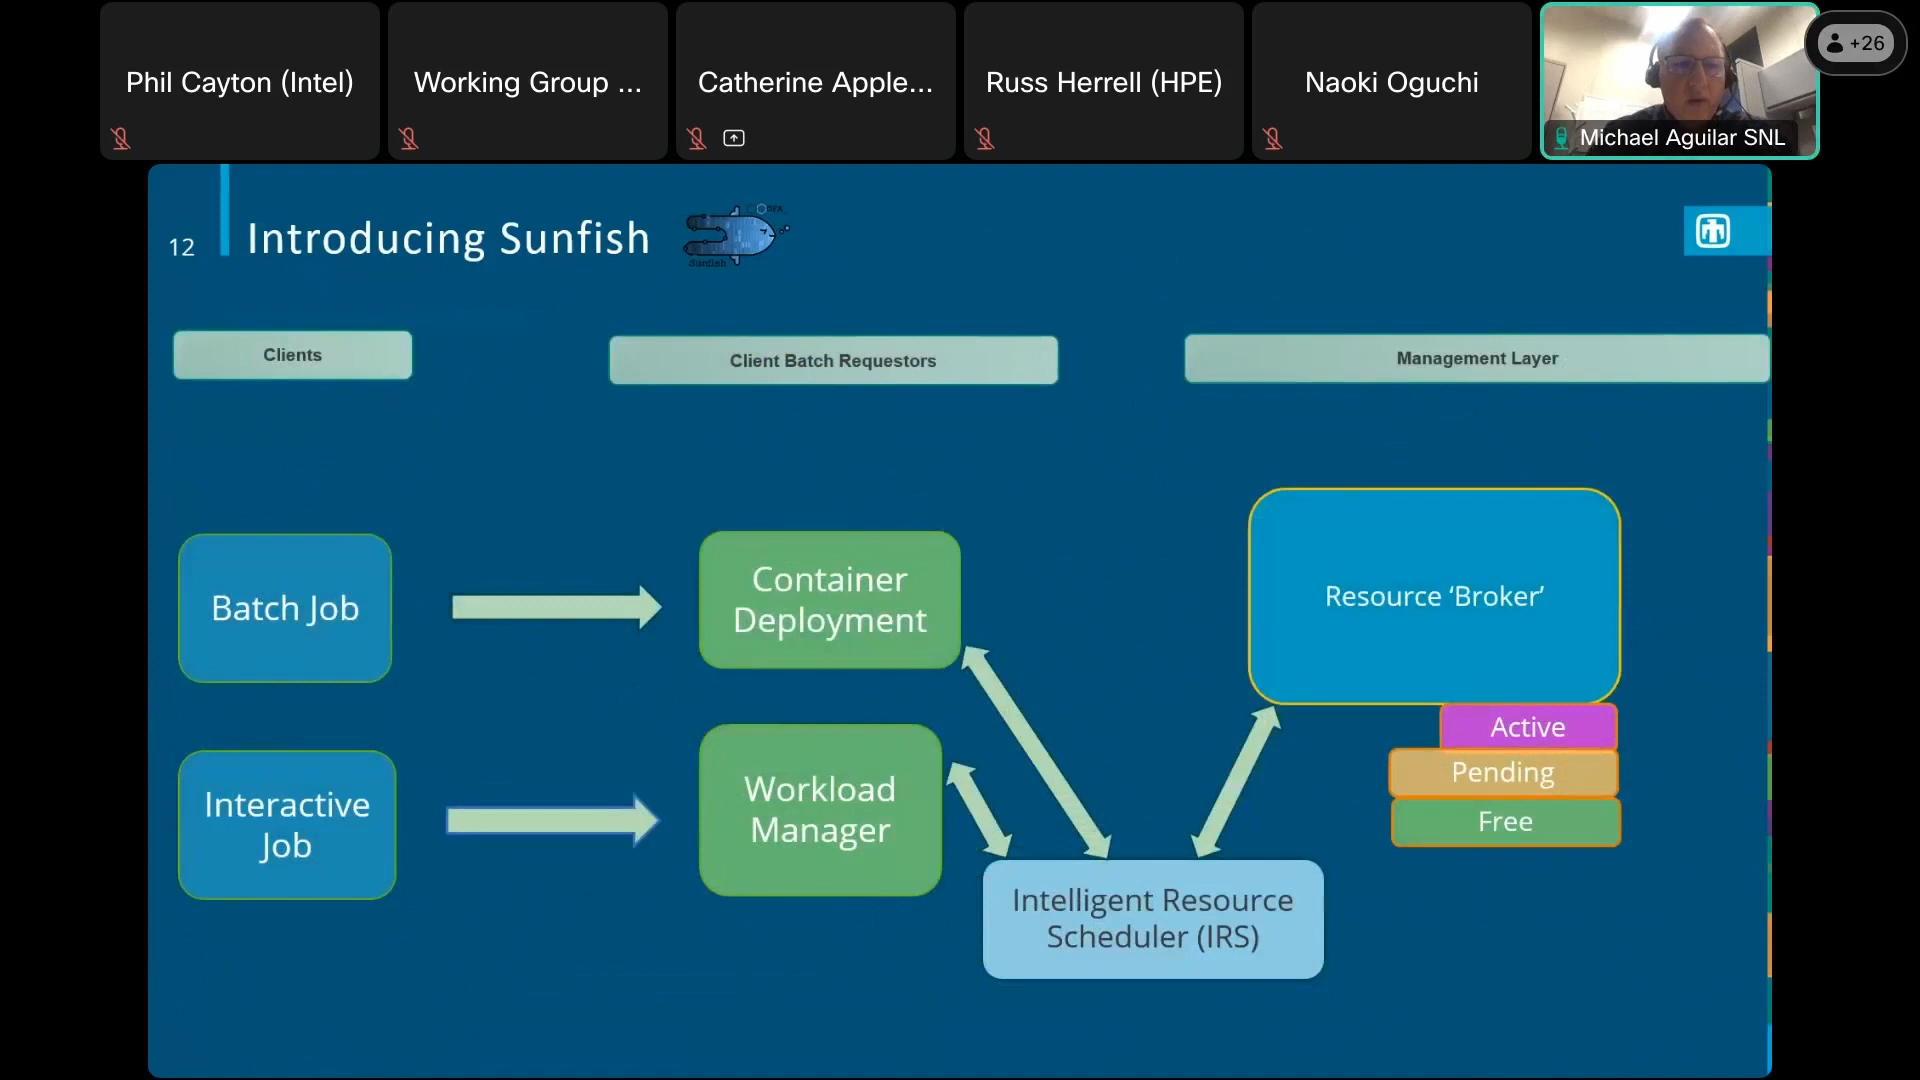 Phil Cayton (Intel)
Working Group ...
Catherine Apple...
Russ Herrell (HPE)
Naoki Oguchi
Michael Aguilar SNL
+26
12
Introducing Sunfish
Sunfish
Clients
Client Batch Requestors
Management Layer
Batch Job
Container
Deployment
Resource ‘Broker’
Active
Pending
Free
Interactive
Job
Workload
Manager
Intelligent Resource
Scheduler (IRS)